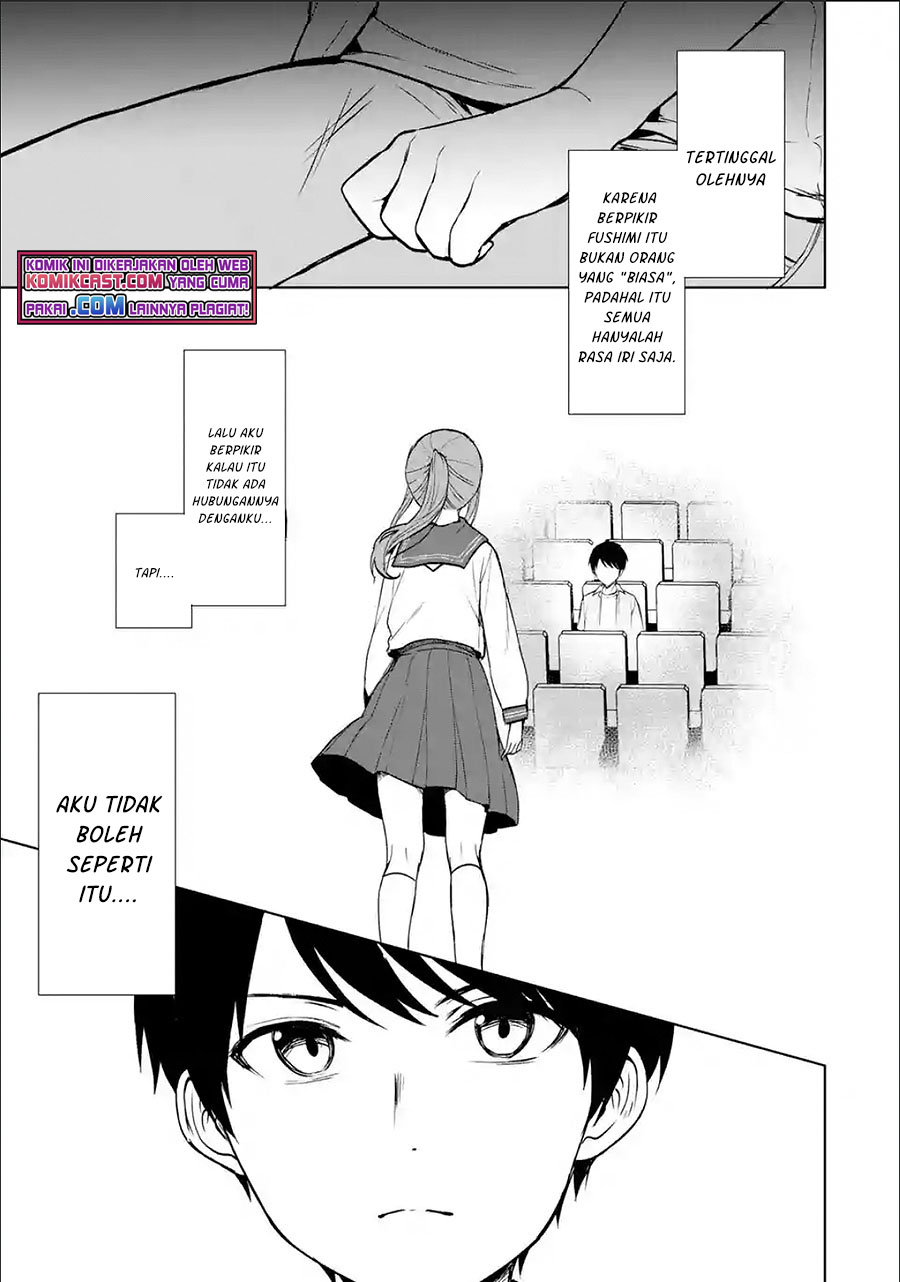 TERTINGGAL
OLEHNYA
KARENA
BERPIKIR
FUSHIMI ITU
BUKAN ORANG
YANG "BIASA",
PADAHAL ITU
SEMUA
HANYALAH
RASA IRI SAJA.
KOMIK INI DIKERJAKAN OLEH WEB
KOMIKCAST.COM YANG CUMA
PAKAI .COM LAINNYA PLAGIAT!
LALU AKU
BERPIKIR
KALAU ITU
TIDAK ADA
HUBUNGANNYA
DENGANKU...
TAPI....
AKU TIDAK
BOLEH
SEPERTI
ITU....